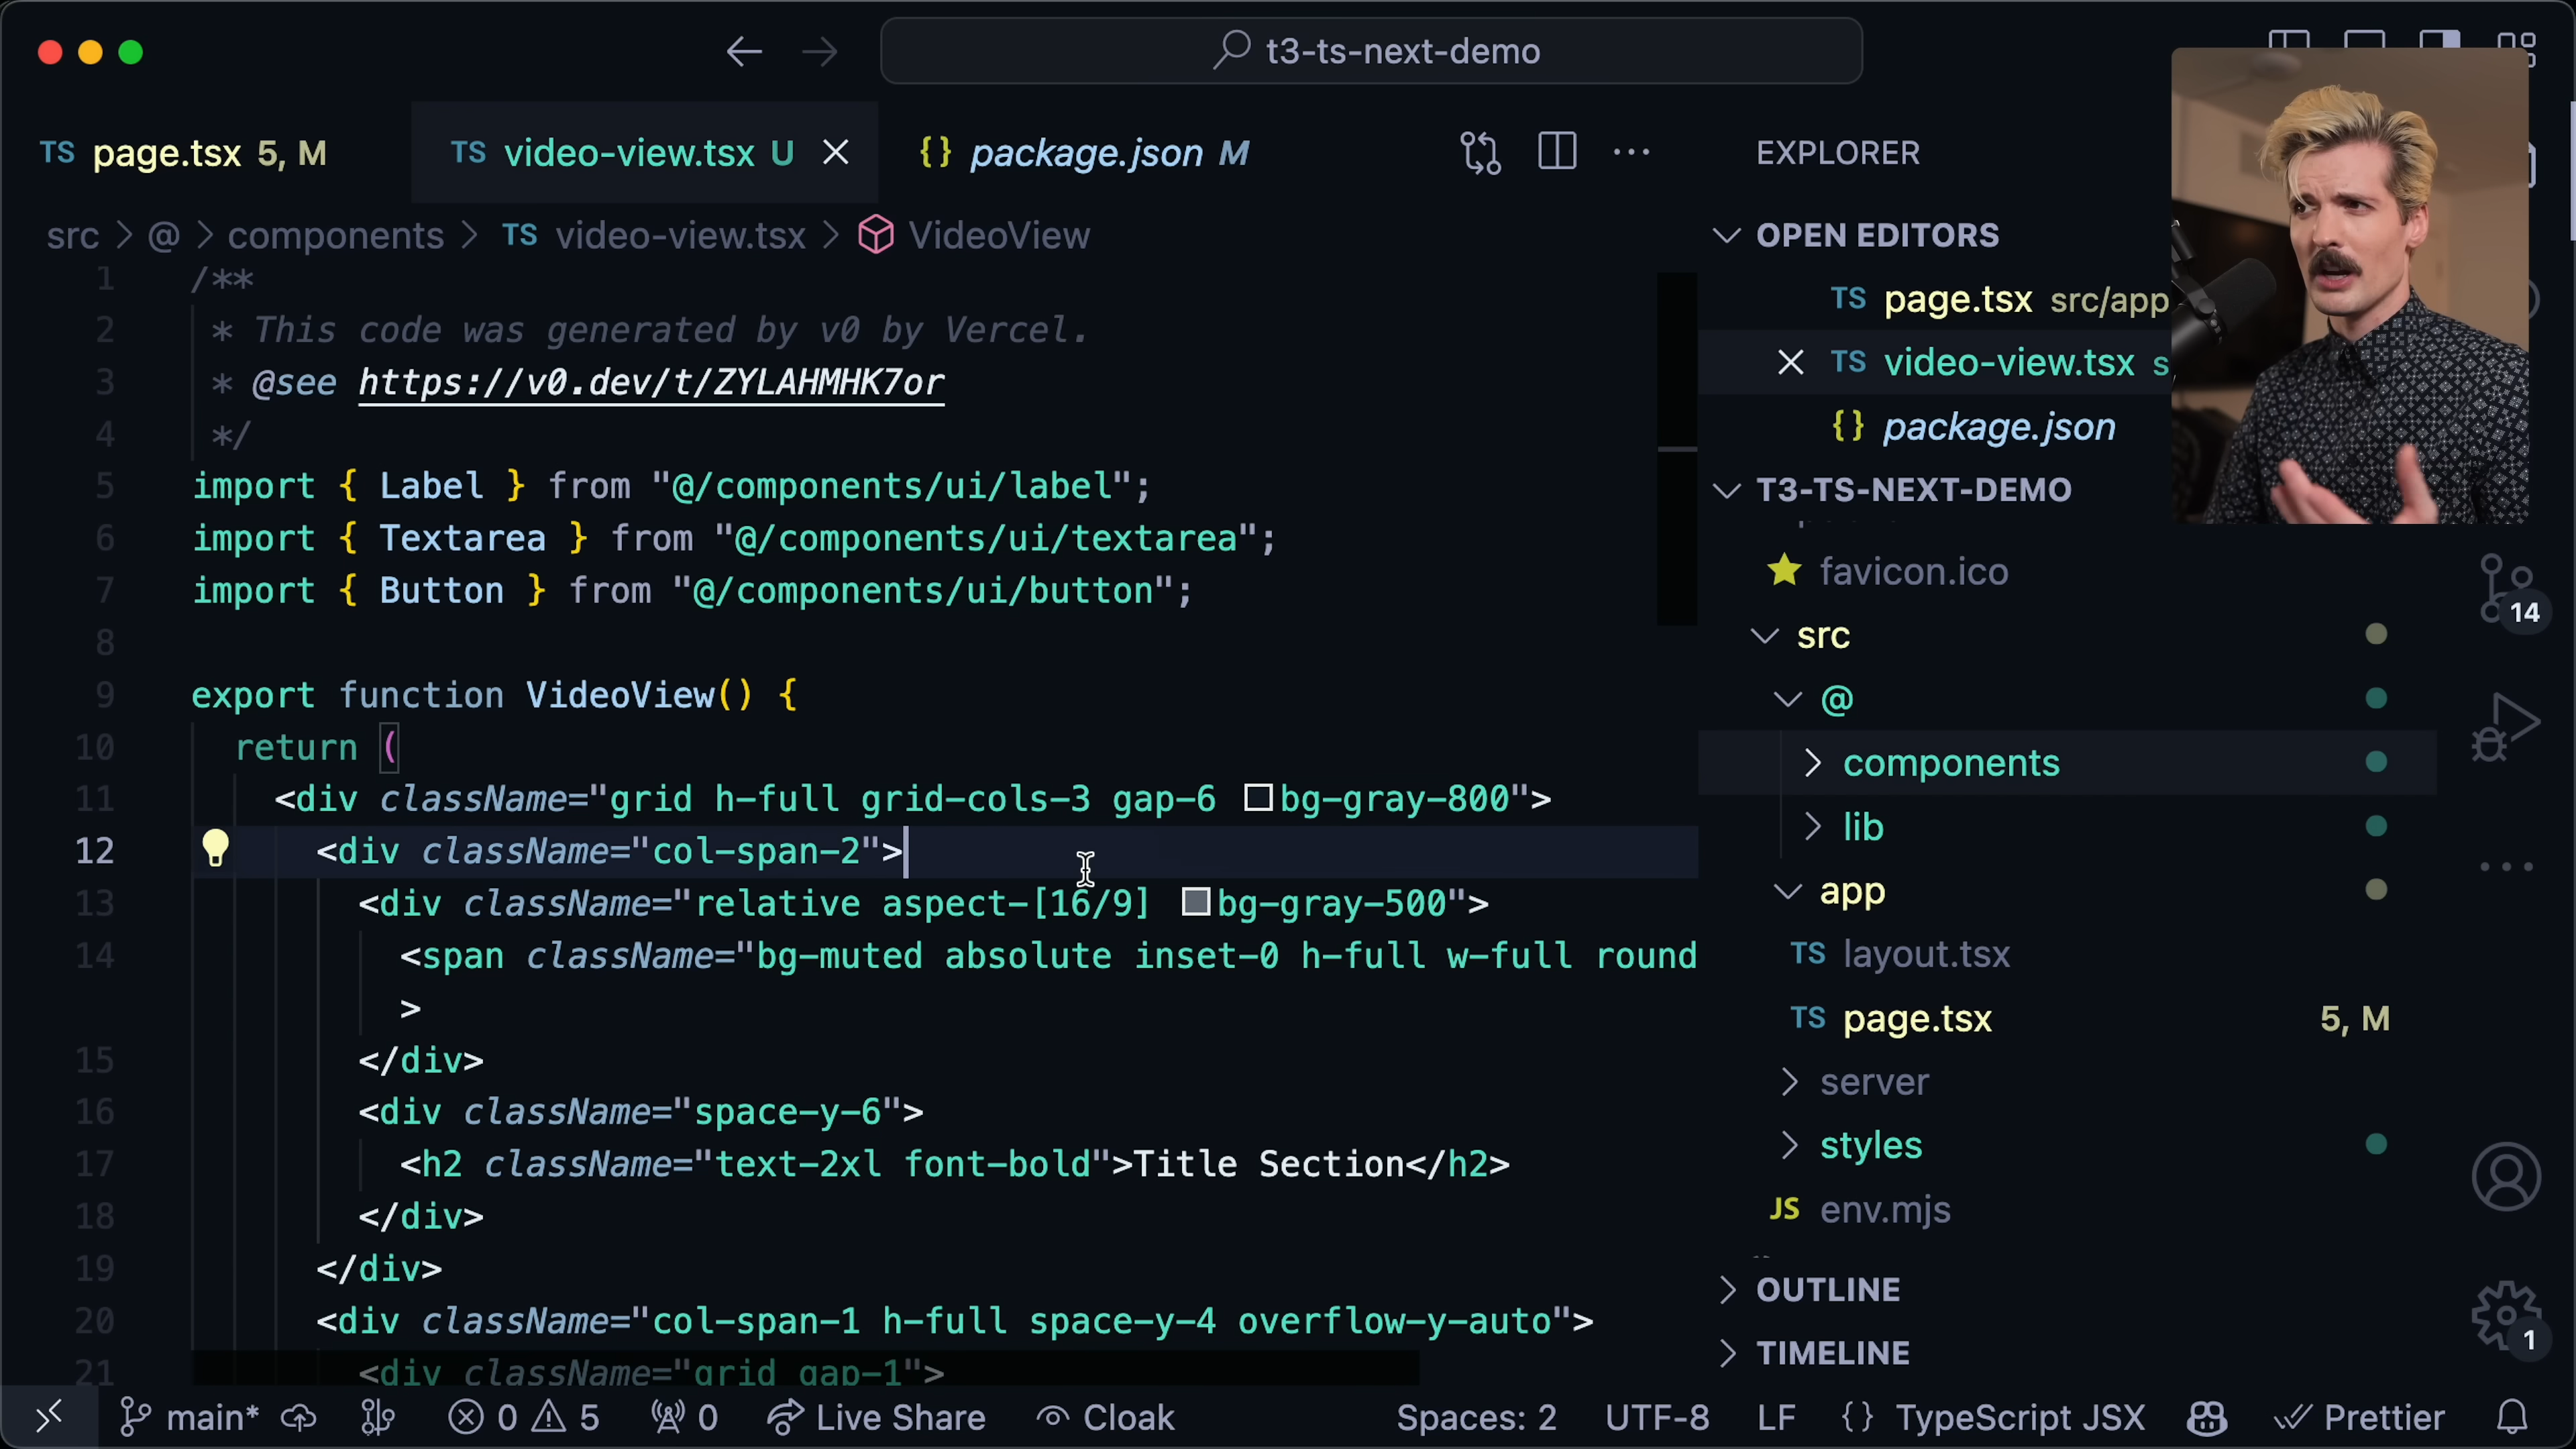 t3-ts-next-demo
TS page.tsx 5, M
TS video-view.tsx U
{} package.json M
src > @ > components > TS video-view.tsx > VideoView
1 /**
2 * This code was generated by v0 by Vercel.
3 * @see https://v0.dev/t/ZYLAHMHK7or
4 */
5 import { Label } from "@/components/ui/label";
6 import { Textarea } from "@/components/ui/textarea";
7 import { Button } from "@/components/ui/button";
8
9 export function VideoView() {
10 return (
11 <div className="grid h-full grid-cols-3 gap-6 bg-gray-800">
12 <div className="col-span-2">
13 <div className="relative aspect-[16/9] bg-gray-500">
14 <span className="bg-muted absolute inset-0 h-full w-full round
>
15 </div>
16 <div className="space-y-6">
17 <h2 className="text-2xl font-bold">Title Section</h2>
18 </div>
19 </div>
20 <div className="col-span-1 h-full space-y-4 overflow-y-auto">
21 <div className="grid gap-1">
EXPLORER
OPEN EDITORS
TS page.tsx src/app
TS video-view.tsx s
{} package.json
T3-TS-NEXT-DEMO
favicon.ico
src
@
components
lib
app
TS layout.tsx
TS page.tsx 5, M
server
styles
JS env.mjs
OUTLINE
TIMELINE
14
1
main* 0 5 0 Live Share Cloak Spaces: 2 UTF-8 LF {} TypeScript JSX Prettier